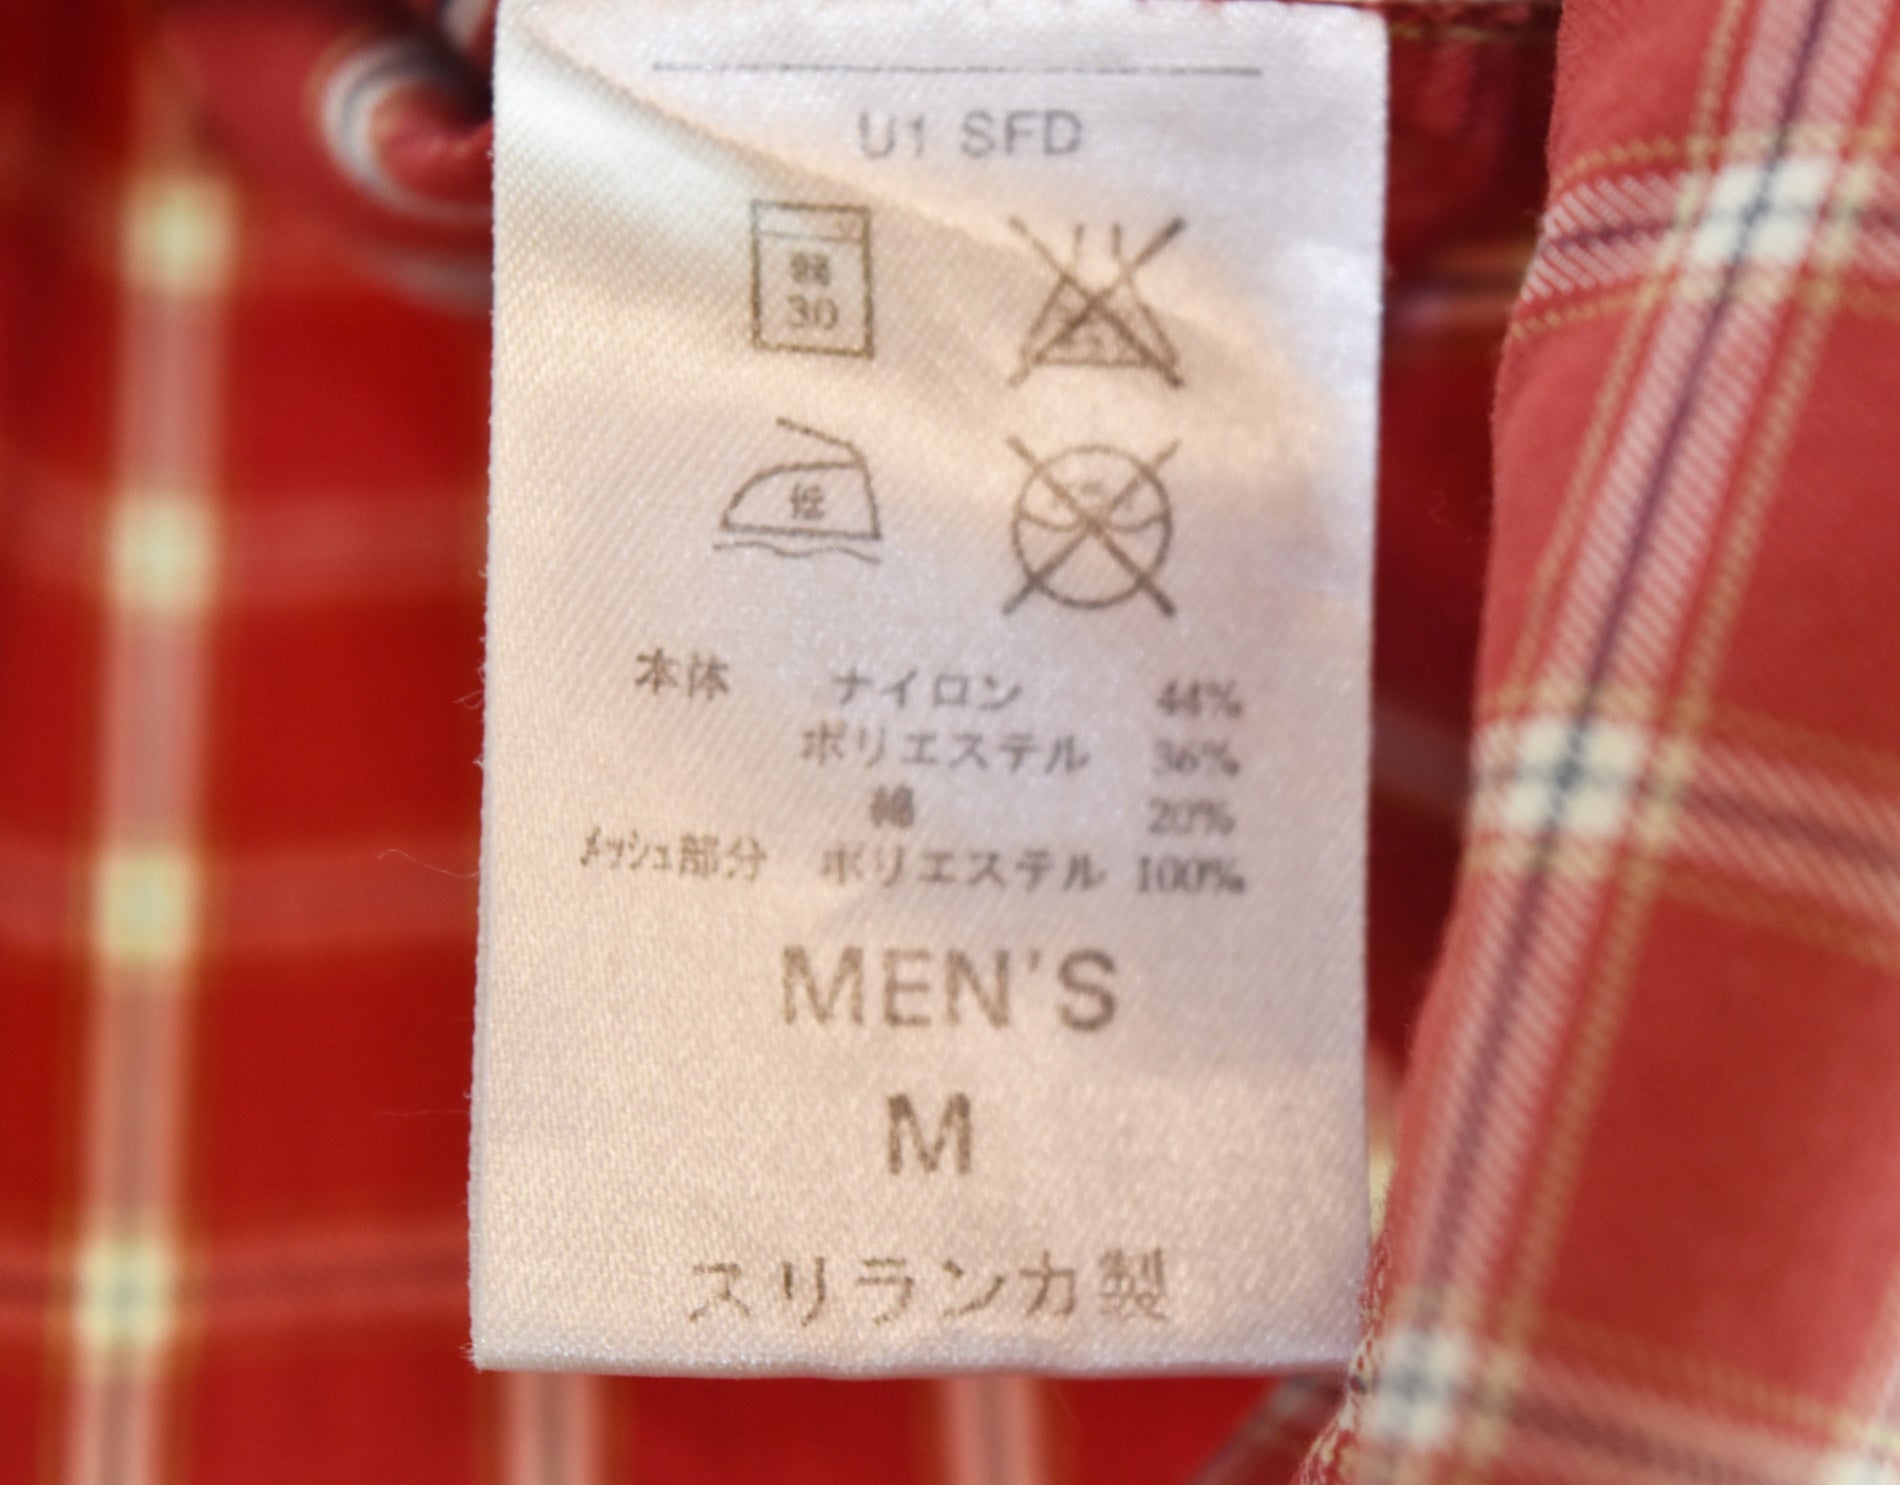 U1 SFD
弱
30
低
本体 ナイロン 44%
ポリエステル 36%
綿 20%
メッシュ部分 ポリエステル 100%
MEN'S
M
スリランカ製